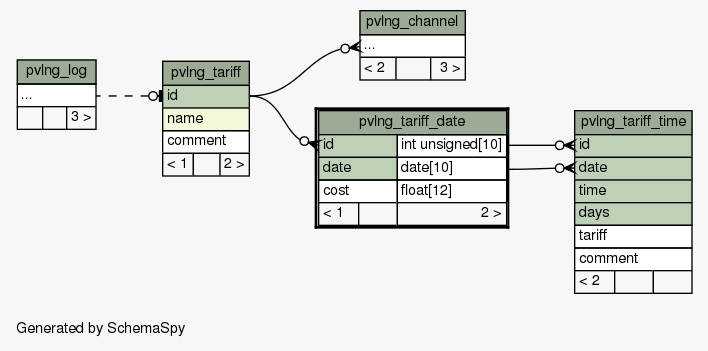 pvlng_channel
...
< 2 3 >
pvlng_log
...
3 >
pvlng_tariff
id
name
comment
< 1 2 >
pvlng_tariff_date
id int unsigned[10]
date date[10]
cost float[12]
< 1 2 >
pvlng_tariff_time
id
date
time
days
tariff
comment
< 2
Generated by SchemaSpy